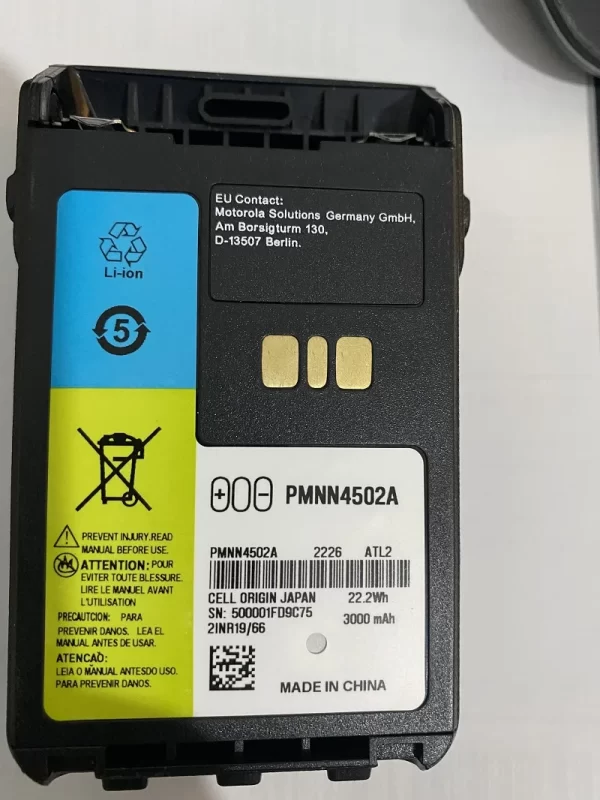 EU Contact:
Motorola Solutions Germany GmbH,
Am Borsigturm 130,
D-13507 Berlin.
Li-ion
5
PREVENT INJURY.READ
MANUAL BEFORE USE.
ATTENTION: POUR
EVITER TOUTE BLESSURE.
LIRE LE MANUEL AVANT
L'UTILISATION
PRECAUTCION: PARA
PREVENIR DANOS. LEA EL
MANUAL ANTES DE USAR.
ATENCAO:
LEIA O MANUAL ANTESDO USO.
PARA PREVENIR DANOS.
PMNN4502A
PMNN4502A 2226 ATL2
CELL ORIGIN JAPAN 22.2Wh
SN: 500001FD9C75 3000 mAh
2INR19/66
MADE IN CHINA